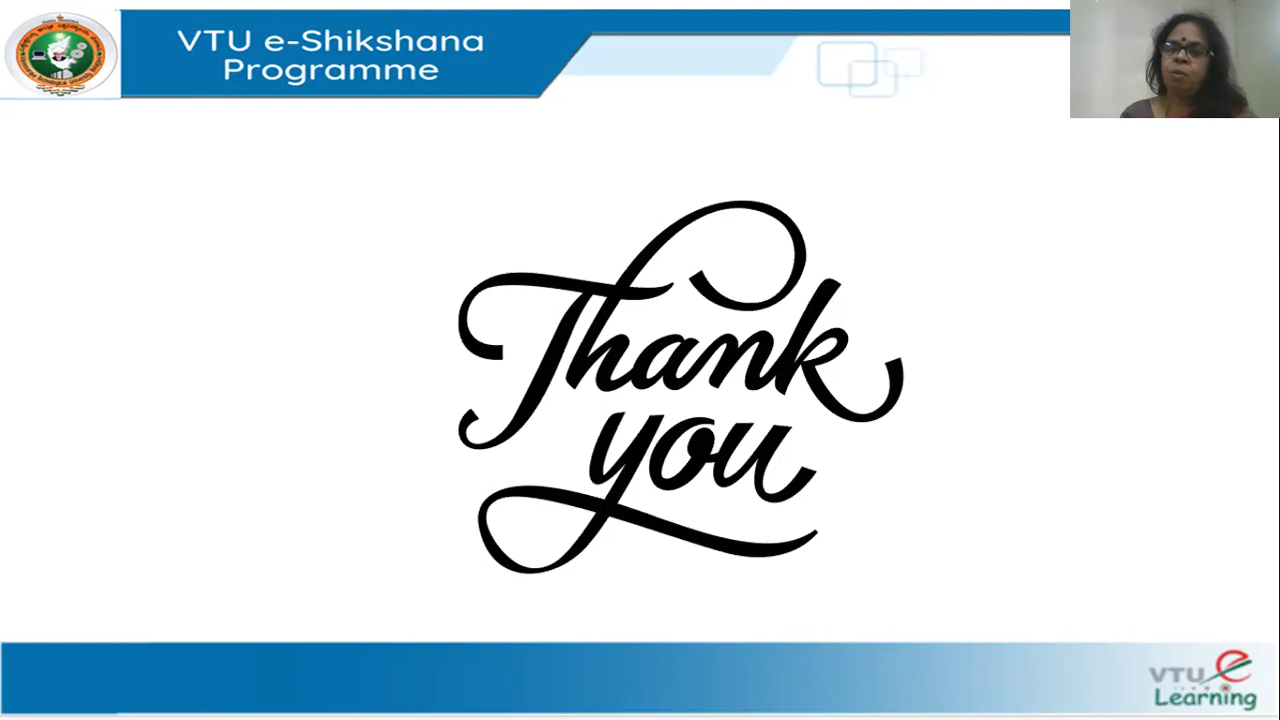 VTU e-Shikshana
Programme
Thank
you
VTU e
Learning